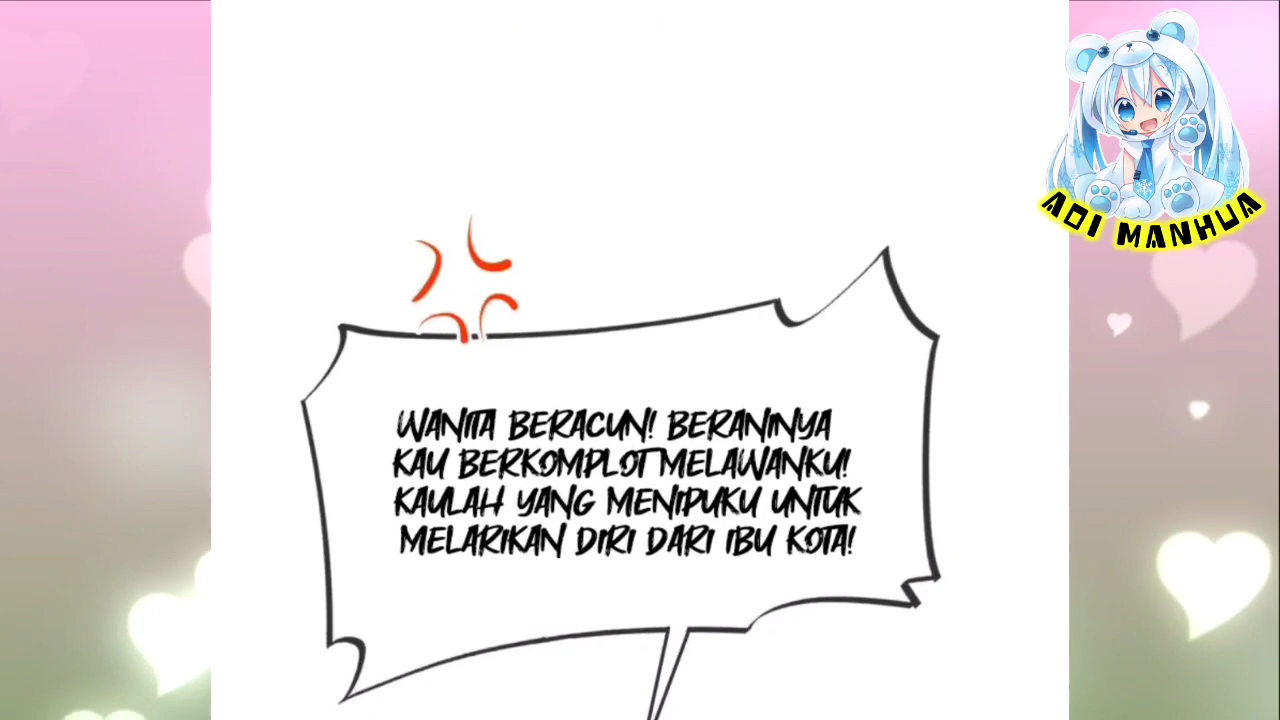 AOI MANHUA
WANITA BERACUN! BERANINYA
KAU BERKOMPLOT MELAWANKU!
KAULAH YANG MENIPUKU UNTUK
MELARIKAN DIRI DARI IBU KOTA!